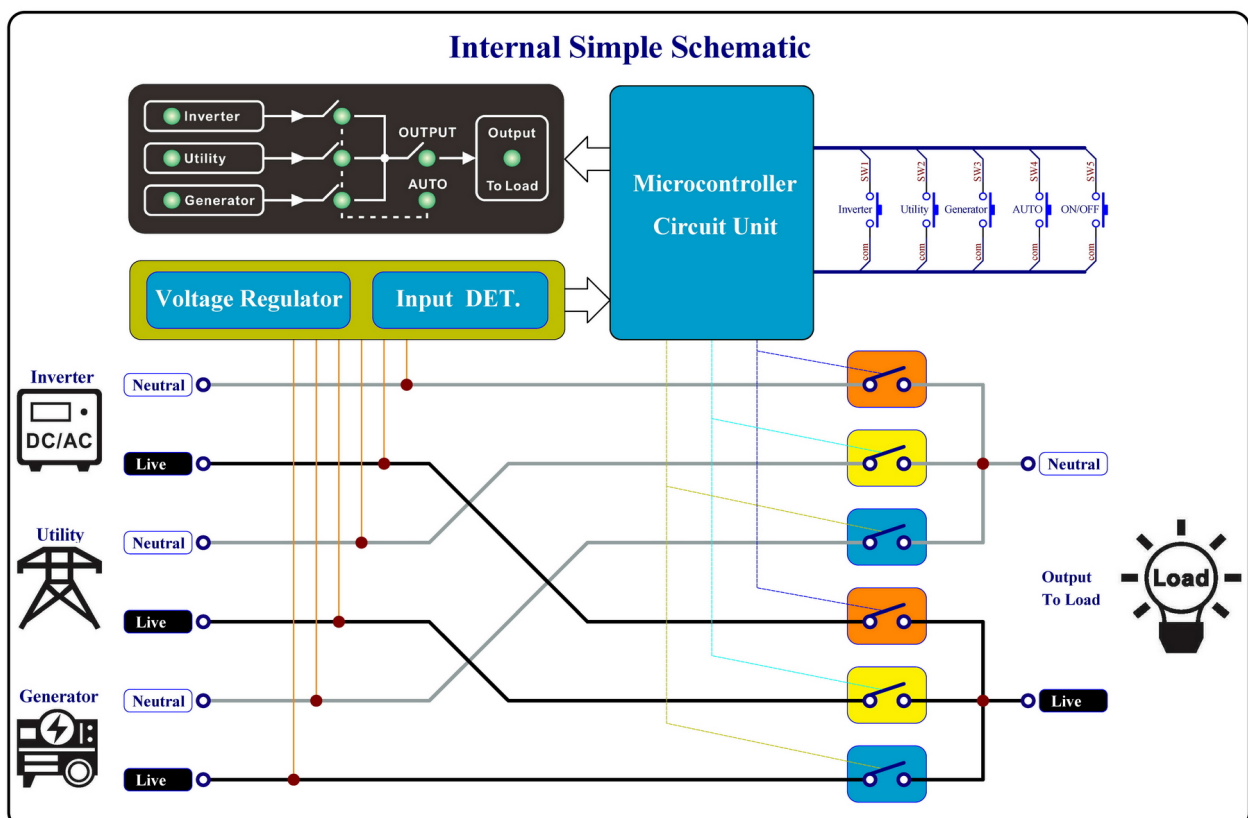 Internal Simple Schematic
Inverter
Utility
Generator
OUTPUT
AUTO
Output
To Load
Microcontroller
Circuit Unit
SW1
SW2
SW3
SW4
SW5
Inverter
Utility
Generator
AUTO
ON/OFF
com
com
com
com
com
Voltage Regulator
Input DET.
Inverter
DC/AC
Neutral
Live
Utility
Neutral
Live
Generator
Neutral
Live
Neutral
Output
To Load
Load
Live